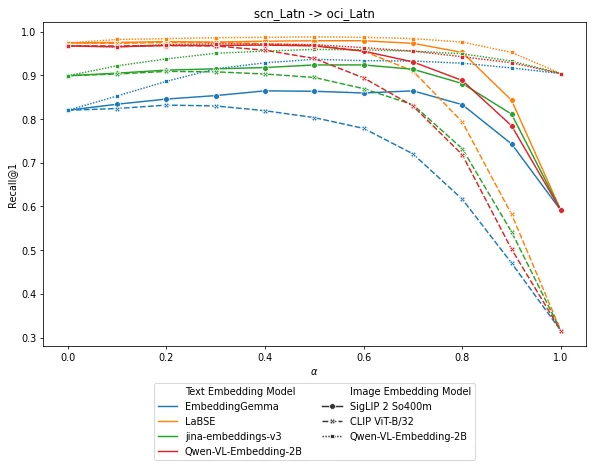 scn_Latn -> oci_Latn
1.0
0.9
0.8
0.7
0.6
0.5
0.4
0.3
Recall@1
0.0 0.2 0.4 0.6 0.8 1.0
α
Text Embedding Model Image Embedding Model
EmbeddingGemma SigLIP 2 So400m
LaBSE CLIP ViT-B/32
jina-embeddings-v3 Qwen-VL-Embedding-2B
Qwen-VL-Embedding-2B